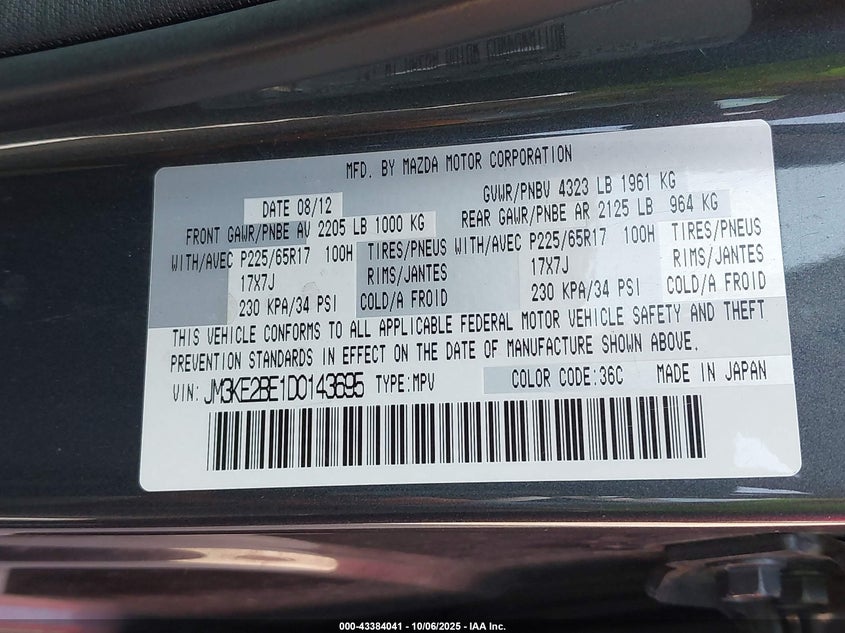 MFD. BY MAZDA MOTOR CORPORATION
DATE 08/12 GVWR/PNBV 4323 LB 1961 KG
FRONT GAWR/PNBE AV 2205 LB 1000 KG REAR GAWR/PNBE AR 2125 LB 964 KG
WITH/AVEC P225/65R17 100H TIRES/PNEUS WITH/AVEC P225/65R17 100H TIRES/PNEUS
17X7J RIMS/JANTES 17X7J RIMS/JANTES
230 KPA/34 PSI COLD/A FROID 230 KPA/34 PSI COLD/A FROID
THIS VEHICLE CONFORMS TO ALL APPLICABLE FEDERAL MOTOR VEHICLE SAFETY AND THEFT
PREVENTION STANDARDS IN EFFECT ON THE DATE OF MANUFACTURE SHOWN ABOVE.
VIN: JM3KE2BE1D0143695 TYPE:MPV COLOR CODE:36C MADE IN JAPAN
000-43384041 - 10/06/2025 - IAA Inc.